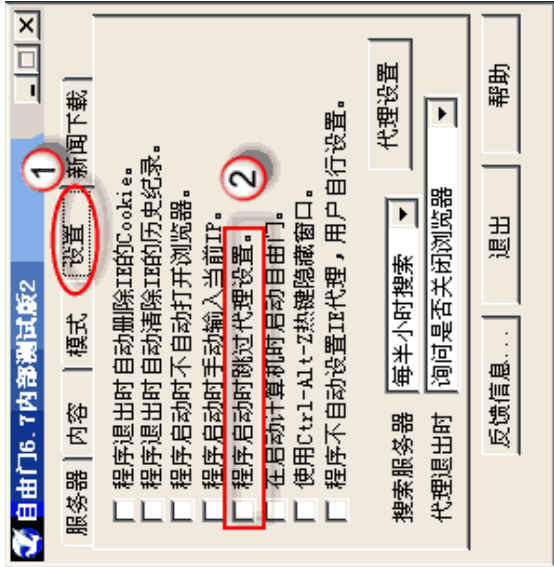 自由门6.7内部测试版2
服务器 内容 模式 设置 新闻下载
1
程序退出时自动删除IE的Cookie。
程序退出时自动清除IE的历史纪录。
程序启动时不自动打开浏览器。
程序启动时手动输入当前IP。
程序启动时跳过代理设置。
2
在启动计算机时启动自由门。
使用Ctrl-Alt-Z热键隐藏窗口。
程序不自动设置IE代理，用户自行设置。
搜索服务器 每半小时搜索 代理设置
代理退出时 询问是否关闭浏览器
反馈信息... 退出 帮助